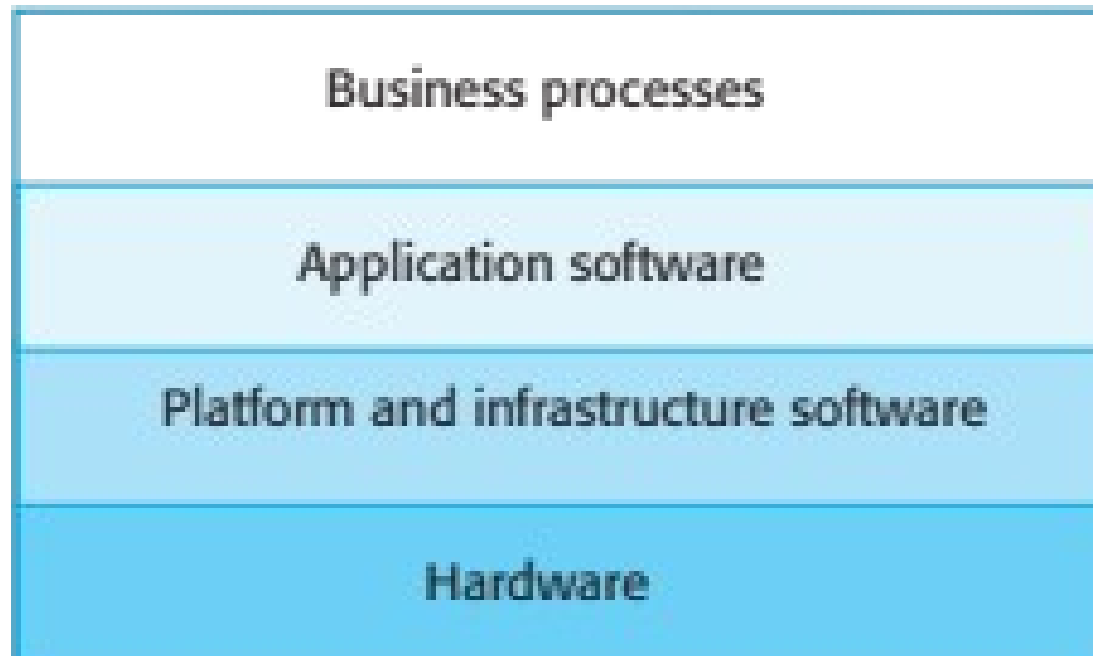 Business processes
Application software
Platform and infrastructure software
Hardware